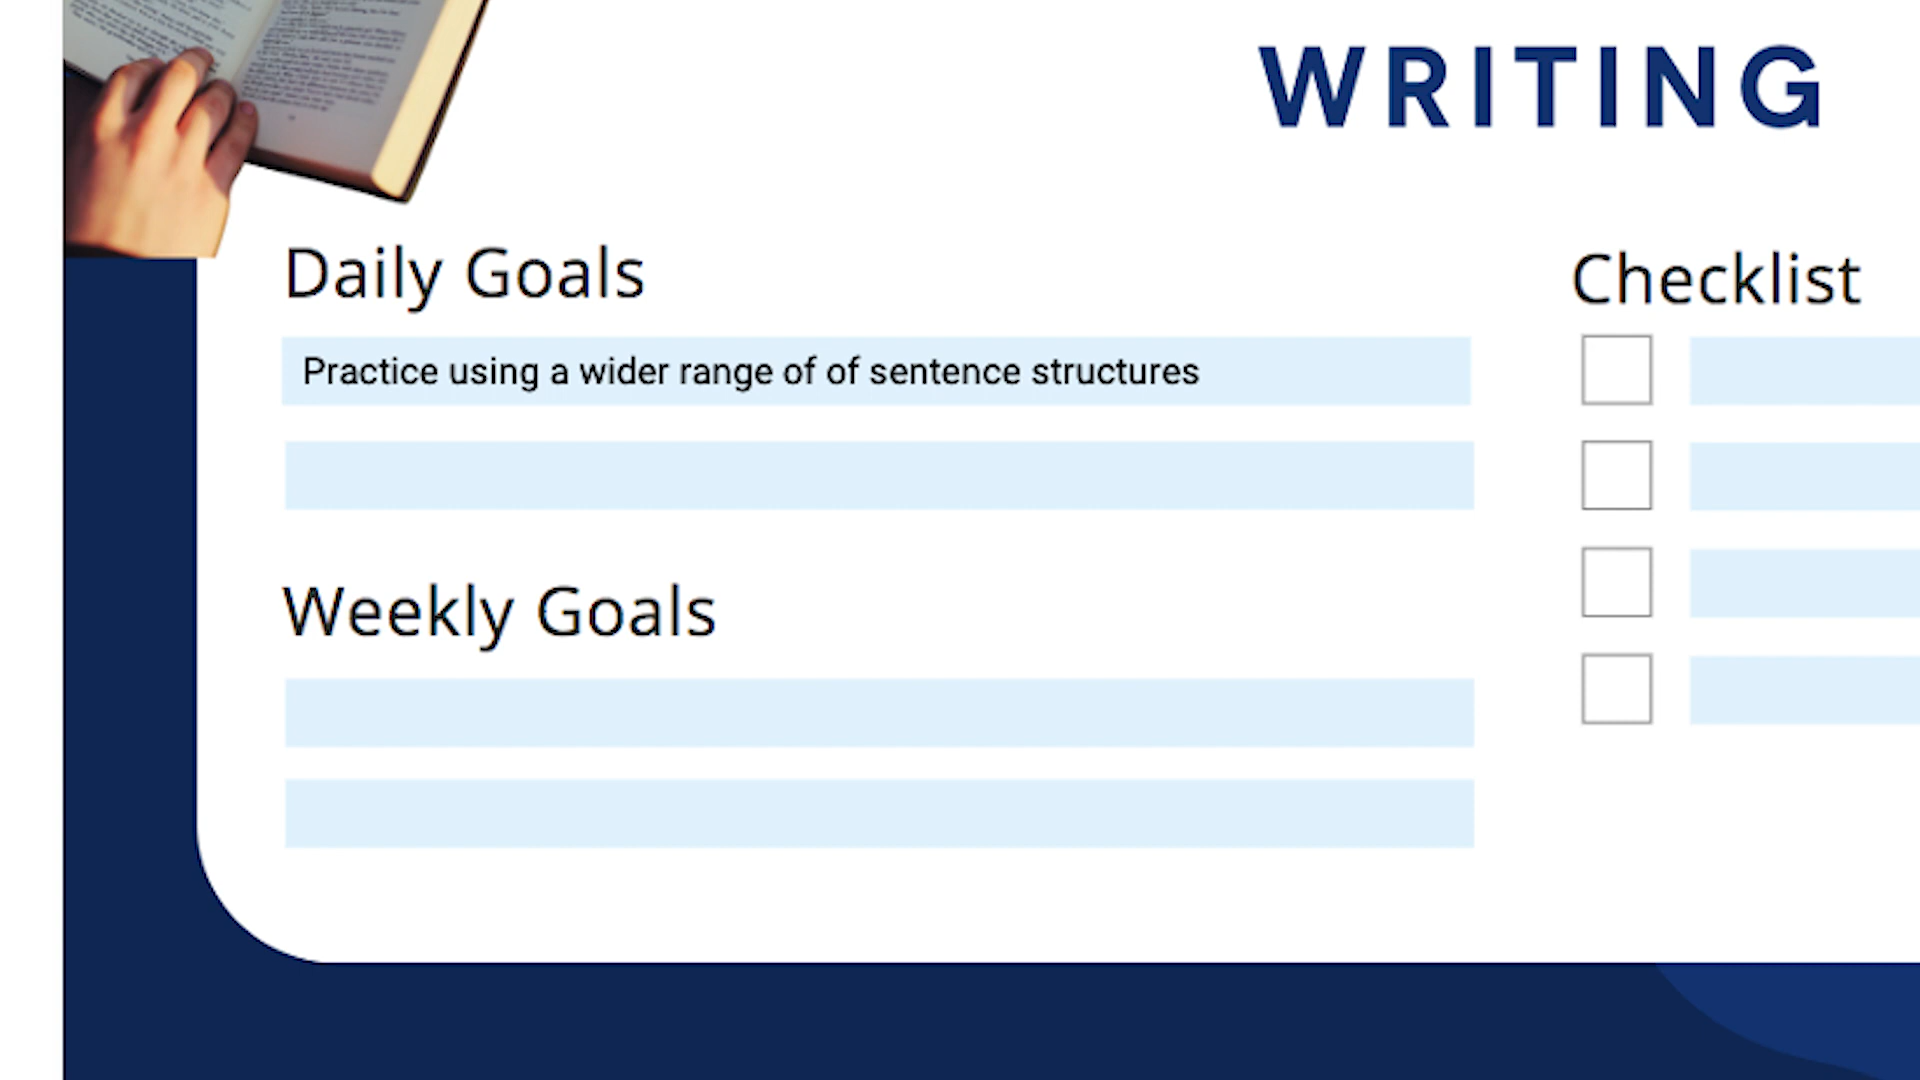 WRITING
Daily Goals
Practice using a wider range of of sentence structures
Weekly Goals
Checklist